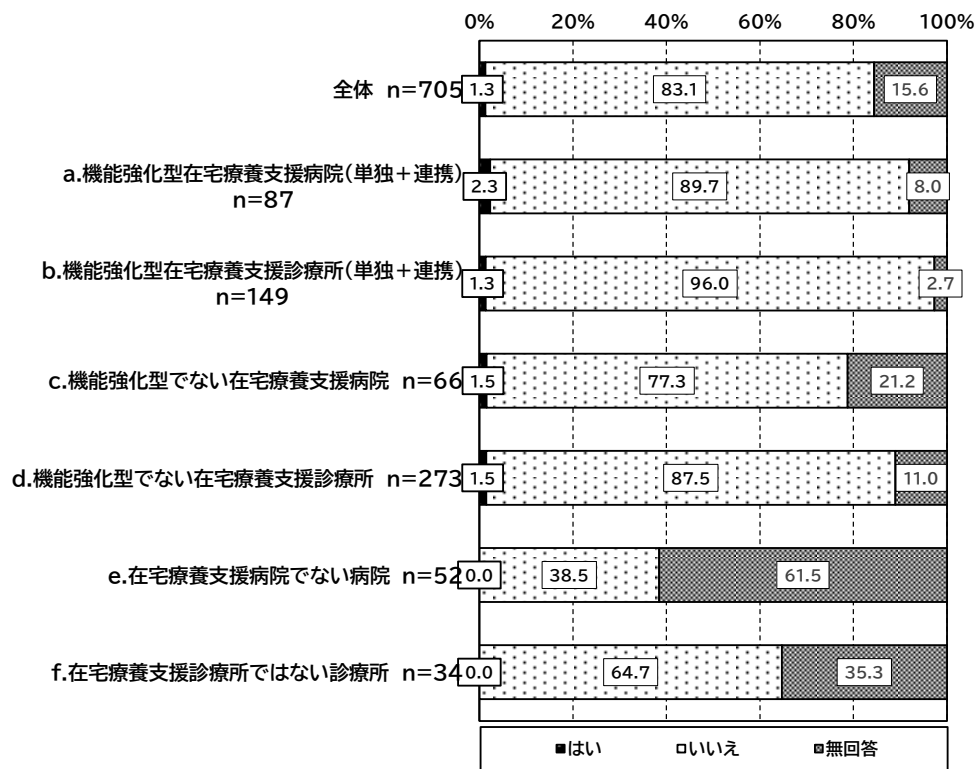 0% 20% 40% 60% 80% 100%
全体 n=705 1.3 83.1 15.6
a.機能強化型在宅療養支援病院(単独+連携)
n=87
2.3 89.7 8.0
b.機能強化型在宅療養支援診療所(単独+連携)
n=149
1.3 96.0 2.7
c.機能強化型でない在宅療養支援病院 n=66 1.5 77.3 21.2
d.機能強化型でない在宅療養支援診療所 n=273 1.5 87.5 11.0
e.在宅療養支援病院でない病院 n=52 0.0 38.5 61.5
f.在宅療養支援診療所ではない診療所 n=34 0.0 64.7 35.3
はい いいえ 無回答